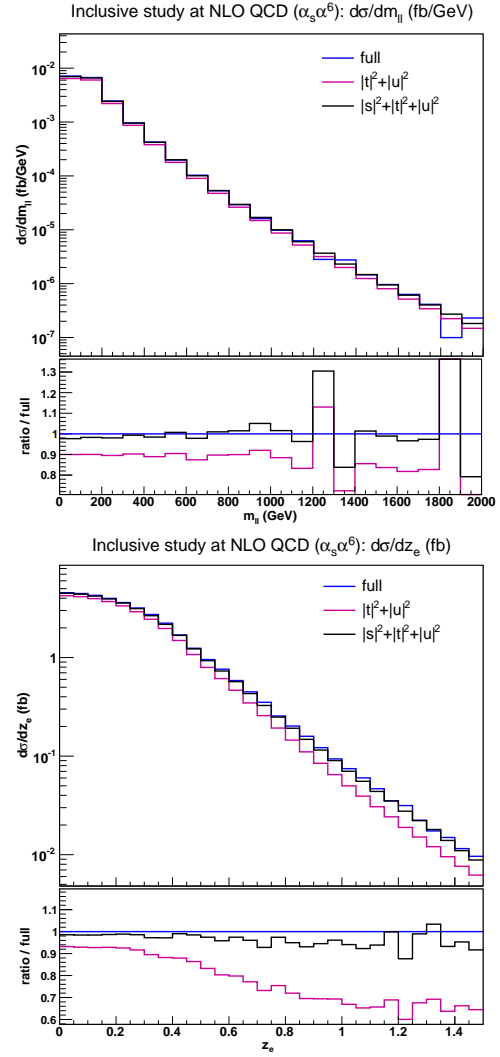 Inclusive study at NLO QCD (αₛα⁶): dσ/dmₗₗ (fb/GeV)
full
|t|²+|u|²
|s|²+|t|²+|u|²
dσ/dmₗₗ (fb/GeV)
10⁻²
10⁻³
10⁻⁴
10⁻⁵
10⁻⁶
10⁻⁷
ratio / full
1.3
1.2
1.1
1
0.9
0.8
0 200 400 600 800 1000 1200 1400 1600 1800 2000
mₗₗ (GeV)
Inclusive study at NLO QCD (αₛα⁶): dσ/dzₑ (fb)
full
|t|²+|u|²
|s|²+|t|²+|u|²
dσ/dzₑ (fb)
1
10⁻¹
10⁻²
ratio / full
1.1
1
0.9
0.8
0.7
0.6
0 0.2 0.4 0.6 0.8 1 1.2 1.4
zₑ